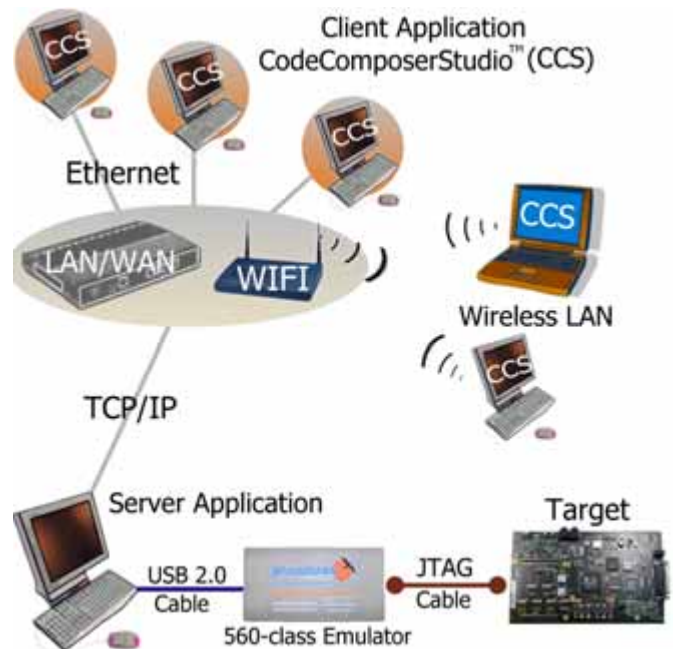 Client Application
CodeComposerStudio™(CCS)
CCS
CCS
CCS
Ethernet
LAN/WAN
WIFI
CCS
Wireless LAN
CCS
TCP/IP
Server Application
Target
USB 2.0
Cable
JTAG
Cable
560-class Emulator